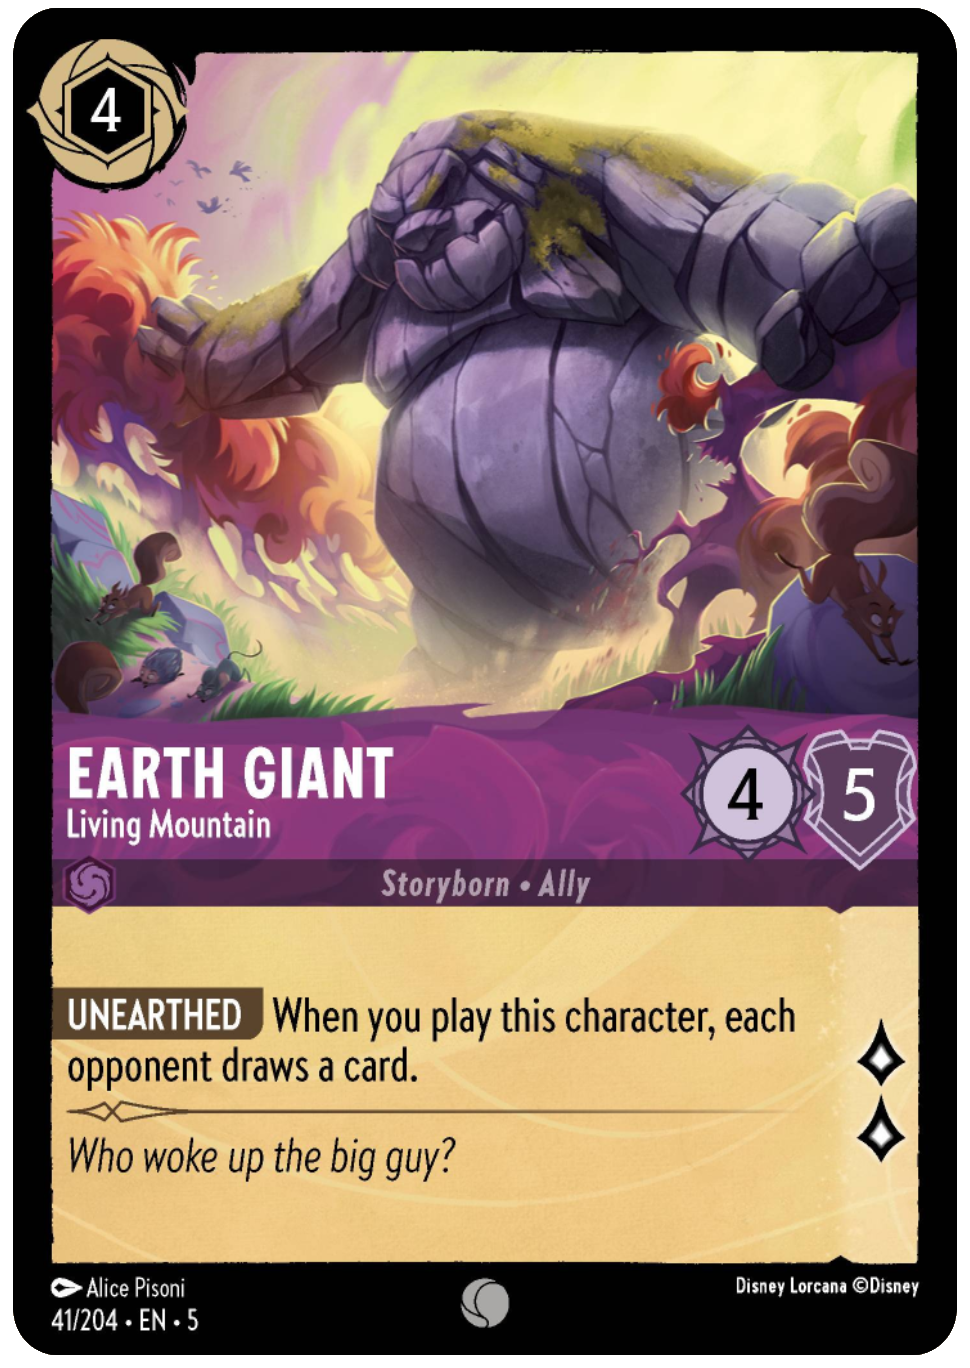 4
EARTH GIANT
Living Mountain
4
5
Storyborn • Ally
UNEARTHED When you play this character, each
opponent draws a card.
Who woke up the big guy?
Alice Pisoni
Disney Lorcana ©Disney
41/204 • EN • 5